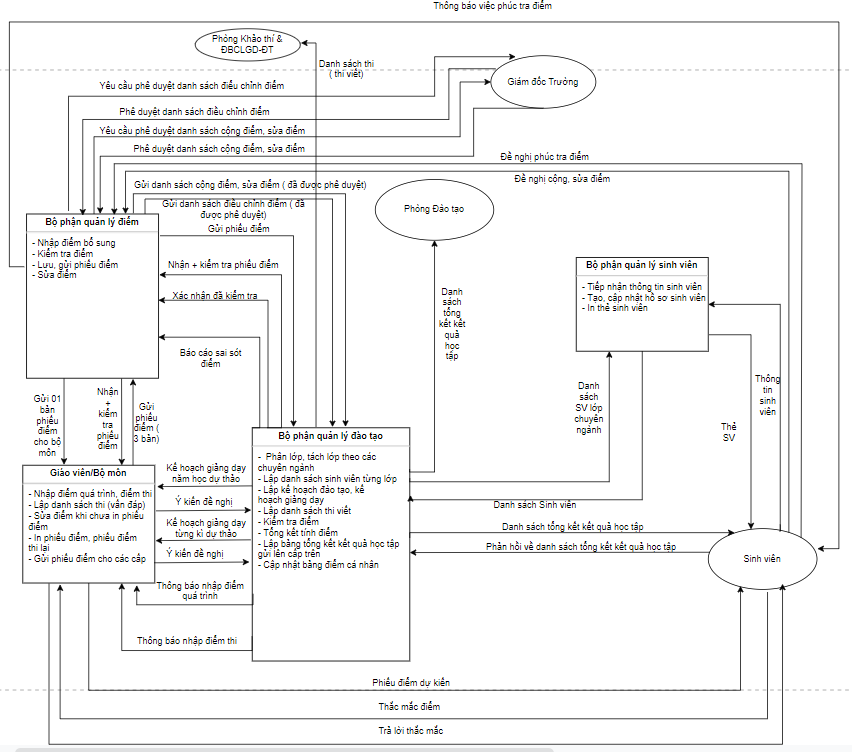 Thông báo việc phúc tra điểm
Phòng Khảo thí &
ĐBCLGD-ĐT
Danh sách thi
( thi viết)
Giám đốc Trường
Yêu cầu phê duyệt danh sách điều chỉnh điểm
Phê duyệt danh sách điều chỉnh điểm
Yêu cầu phê duyệt danh sách cộng điểm, sửa điểm
Phê duyệt danh sách cộng điểm, sửa điểm
Đề nghị phúc tra điểm
Đề nghị cộng, sửa điểm
Gửi danh sách cộng điểm, sửa điểm ( đã được phê duyệt)
Gửi danh sách điều chỉnh điểm ( đã
được phê duyệt)
Gửi phiếu điểm
Phòng Đào tạo
Bộ phận quản lý điểm
- Nhập điểm bổ sung
- Kiểm tra điểm
- Lưu, gửi phiếu điểm
- Sửa điểm
Nhận + kiểm tra phiếu điểm
Xác nhận đã kiểm tra
Báo cáo sai sót
điểm
Danh
sách
tổng
kết kết
quả
học
tập
Bộ phận quản lý sinh viên
- Tiếp nhận thông tin sinh viên
- Tạo, cập nhật hồ sơ sinh viên
- In thẻ sinh viên
Gửi 01
bản
phiếu
điểm
cho bộ
môn
Nhận
+
kiểm
tra
phiếu
điểm
Gửi
phiếu
điểm (
3 bản)
Danh
sách
SV lớp
chuyên
ngành
Thông
tin
sinh
viên
Thẻ
SV
Giáo viên/Bộ môn
- Nhập điểm quá trình, điểm thi
- Lập danh sách thi (vấn đáp)
- Sửa điểm khi chưa in phiếu
điểm
- In phiếu điểm, phiếu điểm
thi lại
- Gửi phiếu điểm cho các cấp
Kế hoạch giảng dạy
năm học dự thảo
Ý kiến đề nghị
Kế hoạch giảng dạy
từng kì dự thảo
Ý kiến đề nghị
Thông báo nhập điểm
quá trình
Thông báo nhập điểm thi
Bộ phận quản lý đào tạo
- Phân lớp, tách lớp theo các
chuyên ngành
- Lập danh sách sinh viên từng lớp
- Lập kế hoạch đào tạo, kế
hoạch giảng dạy
- Lập danh sách thi viết
- Kiểm tra điểm
- Tổng kết tính điểm
- Lập bảng tổng kết kết quả học tập
gửi lên cấp trên
- Cập nhật bảng điểm cá nhân
Danh sách Sinh viên
Danh sách tổng kết kết quả học tập
Phản hồi về danh sách tổng kết kết quả học tập
Sinh viên
Phiếu điểm dự kiến
Thắc mắc điểm
Trả lời thắc mắc